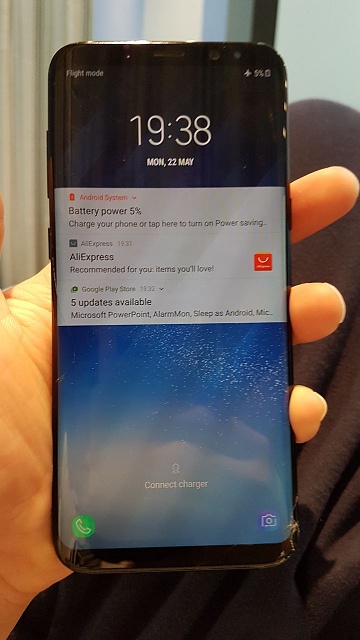 Flight mode
5%
19:38
MON, 22 MAY
Android System
Battery power 5%
Charge your phone or tap here to turn on Power saving..
AliExpress 19:31
AliExpress
Recommended for you: items you'll love!
Google Play Store 19:32
5 updates available
Microsoft PowerPoint, AlarmMon, Sleep as Android, Mic..
Connect charger